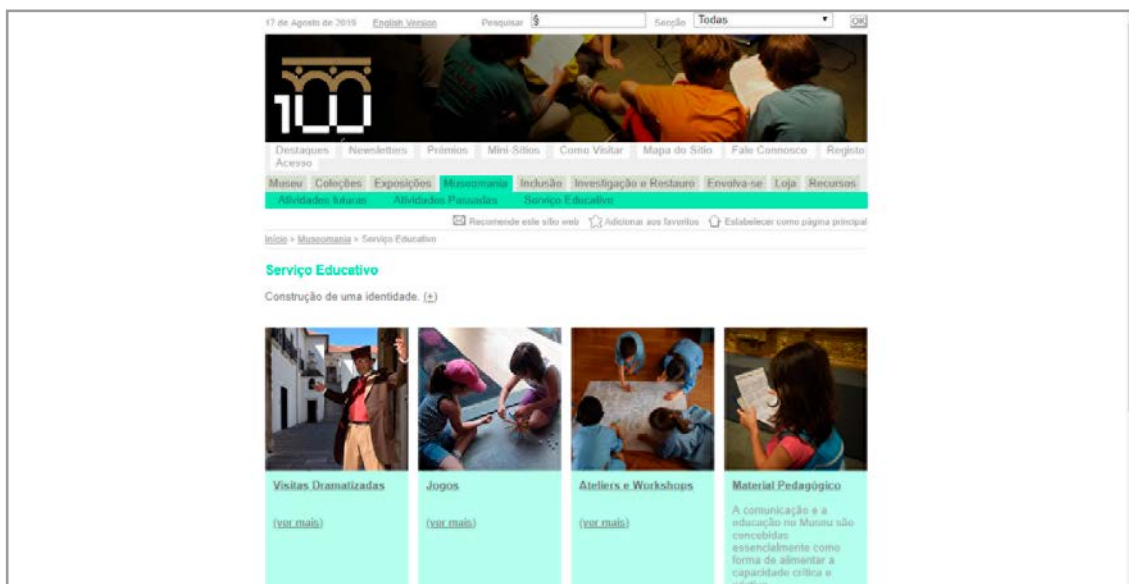 17 de Agosto de 2015 English Version Pesquisar § Secção Todas OK
100
Destaques Newsletters Prémios Mini-Sítios Como Visitar Mapa do Sítio Fale Connosco Registo
Acesso
Museu Coleções Exposições Museomania Inclusão Investigação e Restauro Envolva-se Loja Recursos
Atividades futuras Atividades Passadas Serviço Educativo
Recomende este sítio web Adicionar aos favoritos Estabelecer como página principal
Início > Museomania > Serviço Educativo
Serviço Educativo
Construção de uma identidade. (+)
Visitas Dramatizadas Jogos Ateliers e Workshops Material Pedagógico
(ver mais) (ver mais) (ver mais)
A comunicação e a
educação no Museu são
concebidas
essencialmente como
forma de alimentar a
capacidade crítica e